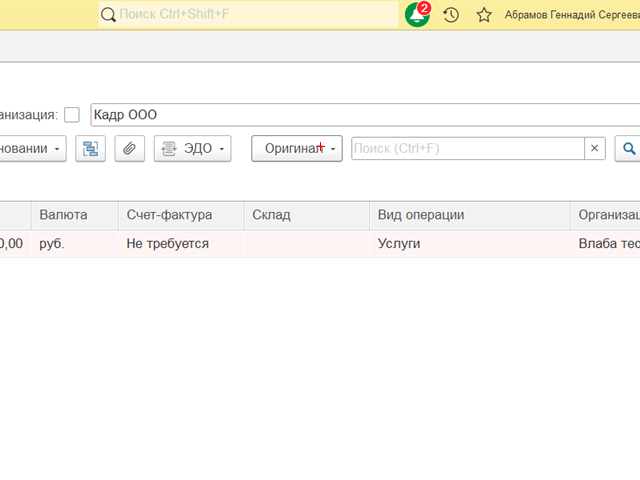 Поиск Ctrl+Shift+F 2 Абрамов Геннадий Сергееви
анизация: Кадр ООО
новании ЭДО Оригинал Поиск (Ctrl+F) ×
Валюта Счет-фактура Склад Вид операции Организац
0,00 руб. Не требуется Услуги Влаба тес